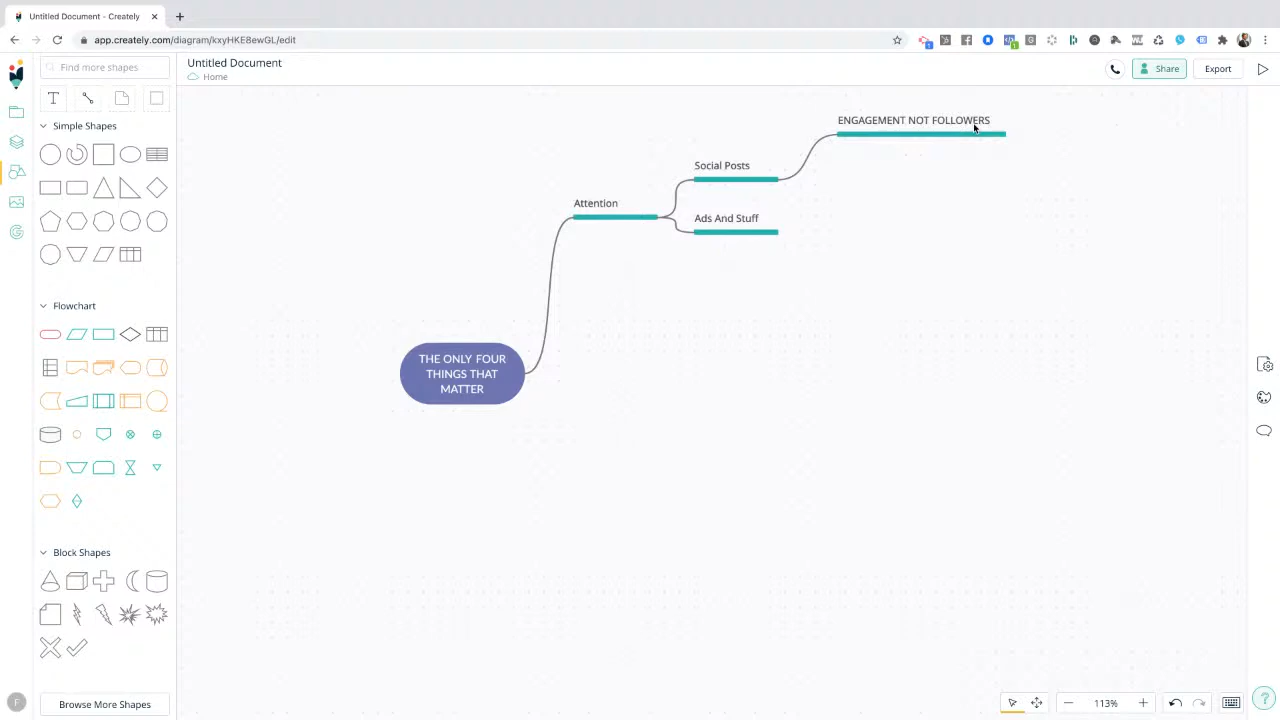 Untitled Document - Creately
app.creately.com/diagram/kxyHKE8ewGL/edit
Find more shapes
Untitled Document
Home
Share
Export
T
Simple Shapes
Flowchart
Block Shapes
Browse More Shapes
F
ENGAGEMENT NOT FOLLOWERS
Social Posts
Attention
Ads And Stuff
THE ONLY FOUR
THINGS THAT
MATTER
113%
?